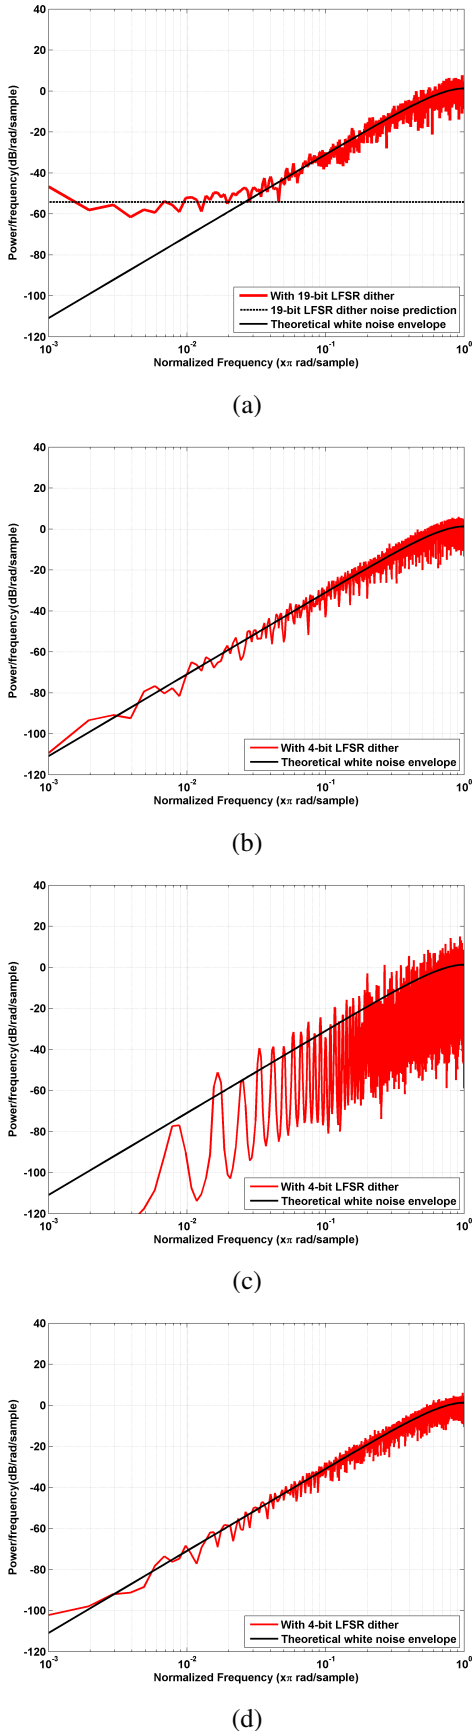 40
20
0
-20
-40
-60
-80
-100
-120
Power/frequency(dB/rad/sample)
With 19-bit LFSR dither
19-bit LFSR dither noise prediction
Theoretical white noise envelope
10^-3 10^-2 10^-1 10^0
Normalized Frequency (xπ rad/sample)
(a)
40
20
0
-20
-40
-60
-80
-100
-120
Power/frequency(dB/rad/sample)
With 4-bit LFSR dither
Theoretical white noise envelope
10^-3 10^-2 10^-1 10^0
Normalized Frequency (xπ rad/sample)
(b)
40
20
0
-20
-40
-60
-80
-100
-120
Power/frequency(dB/rad/sample)
With 4-bit LFSR dither
Theoretical white noise envelope
10^-3 10^-2 10^-1 10^0
Normalized Frequency (xπ rad/sample)
(c)
40
20
0
-20
-40
-60
-80
-100
-120
Power/frequency(dB/rad/sample)
With 4-bit LFSR dither
Theoretical white noise envelope
10^-3 10^-2 10^-1 10^0
Normalized Frequency (xπ rad/sample)
(d)